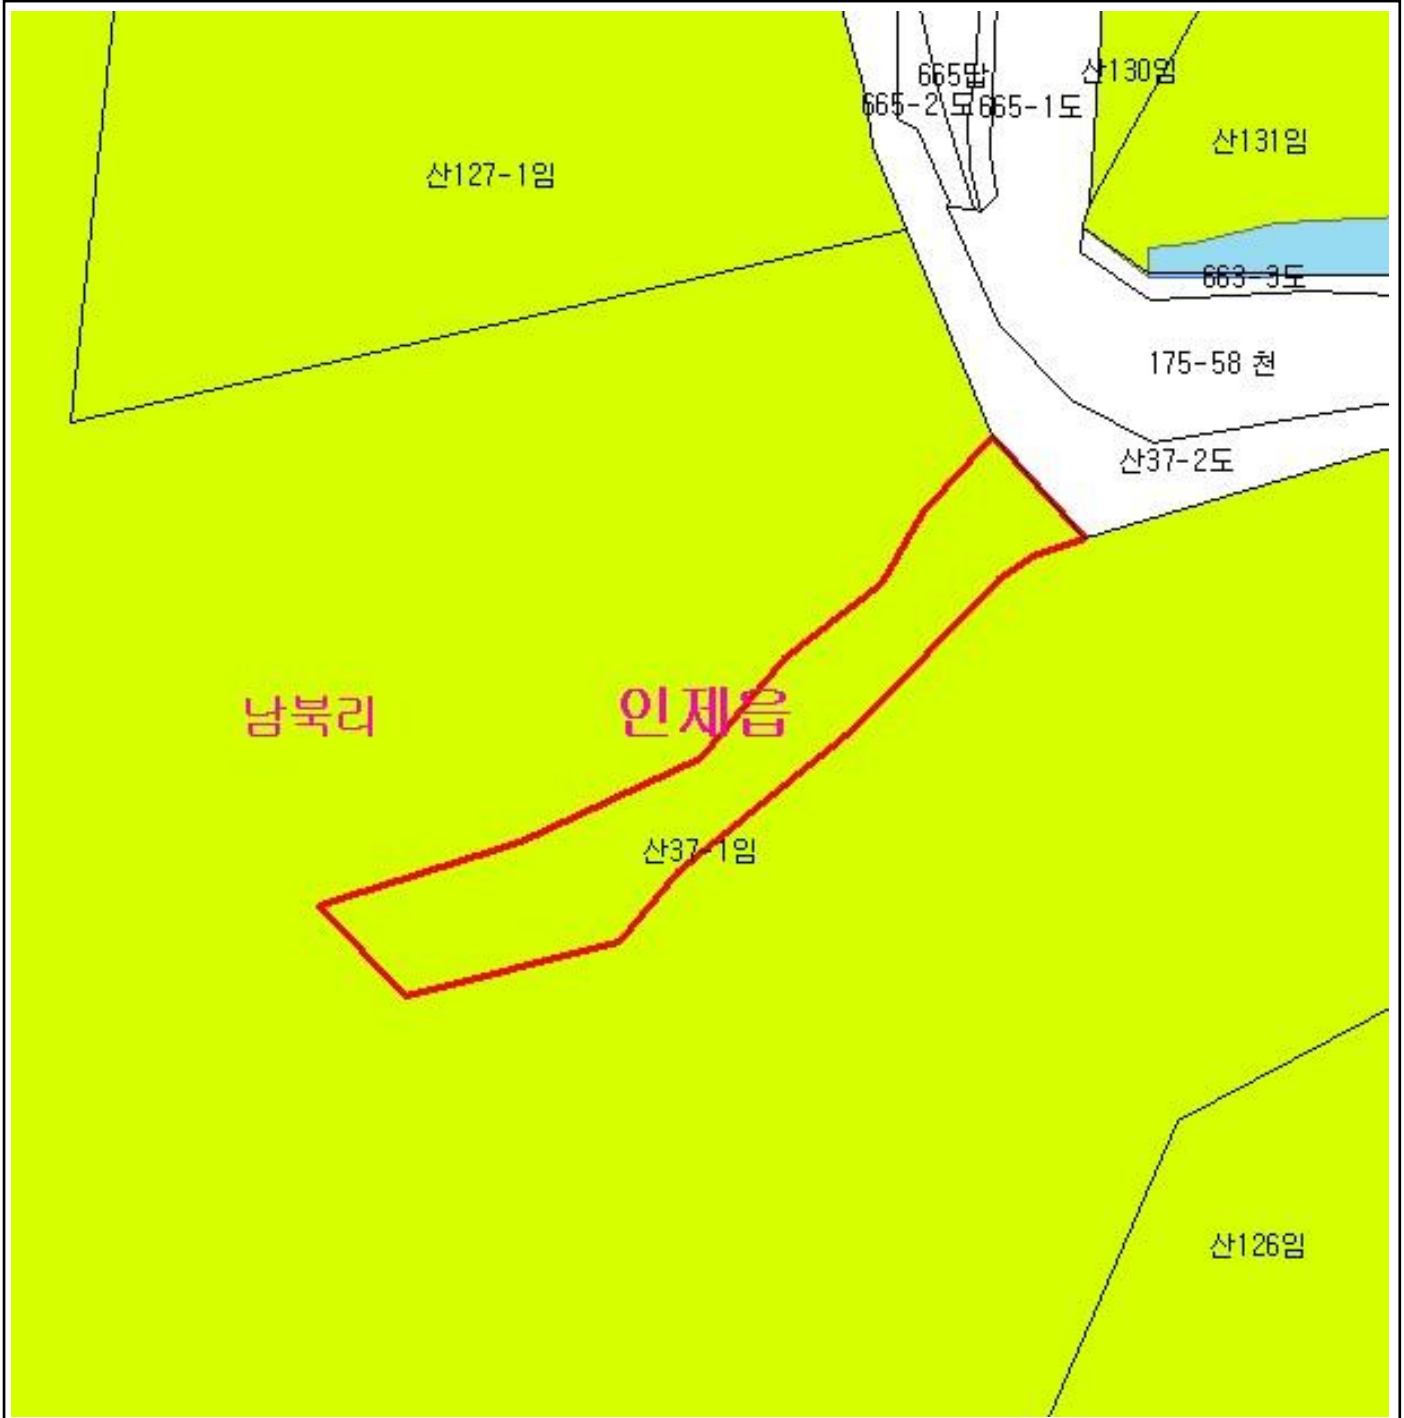 665답
산130임
665-2 도
665-1도
산131임
산127-1임
663-3도
175-58 천
산37-2도
남북리
인제읍
산37-1임
산126임